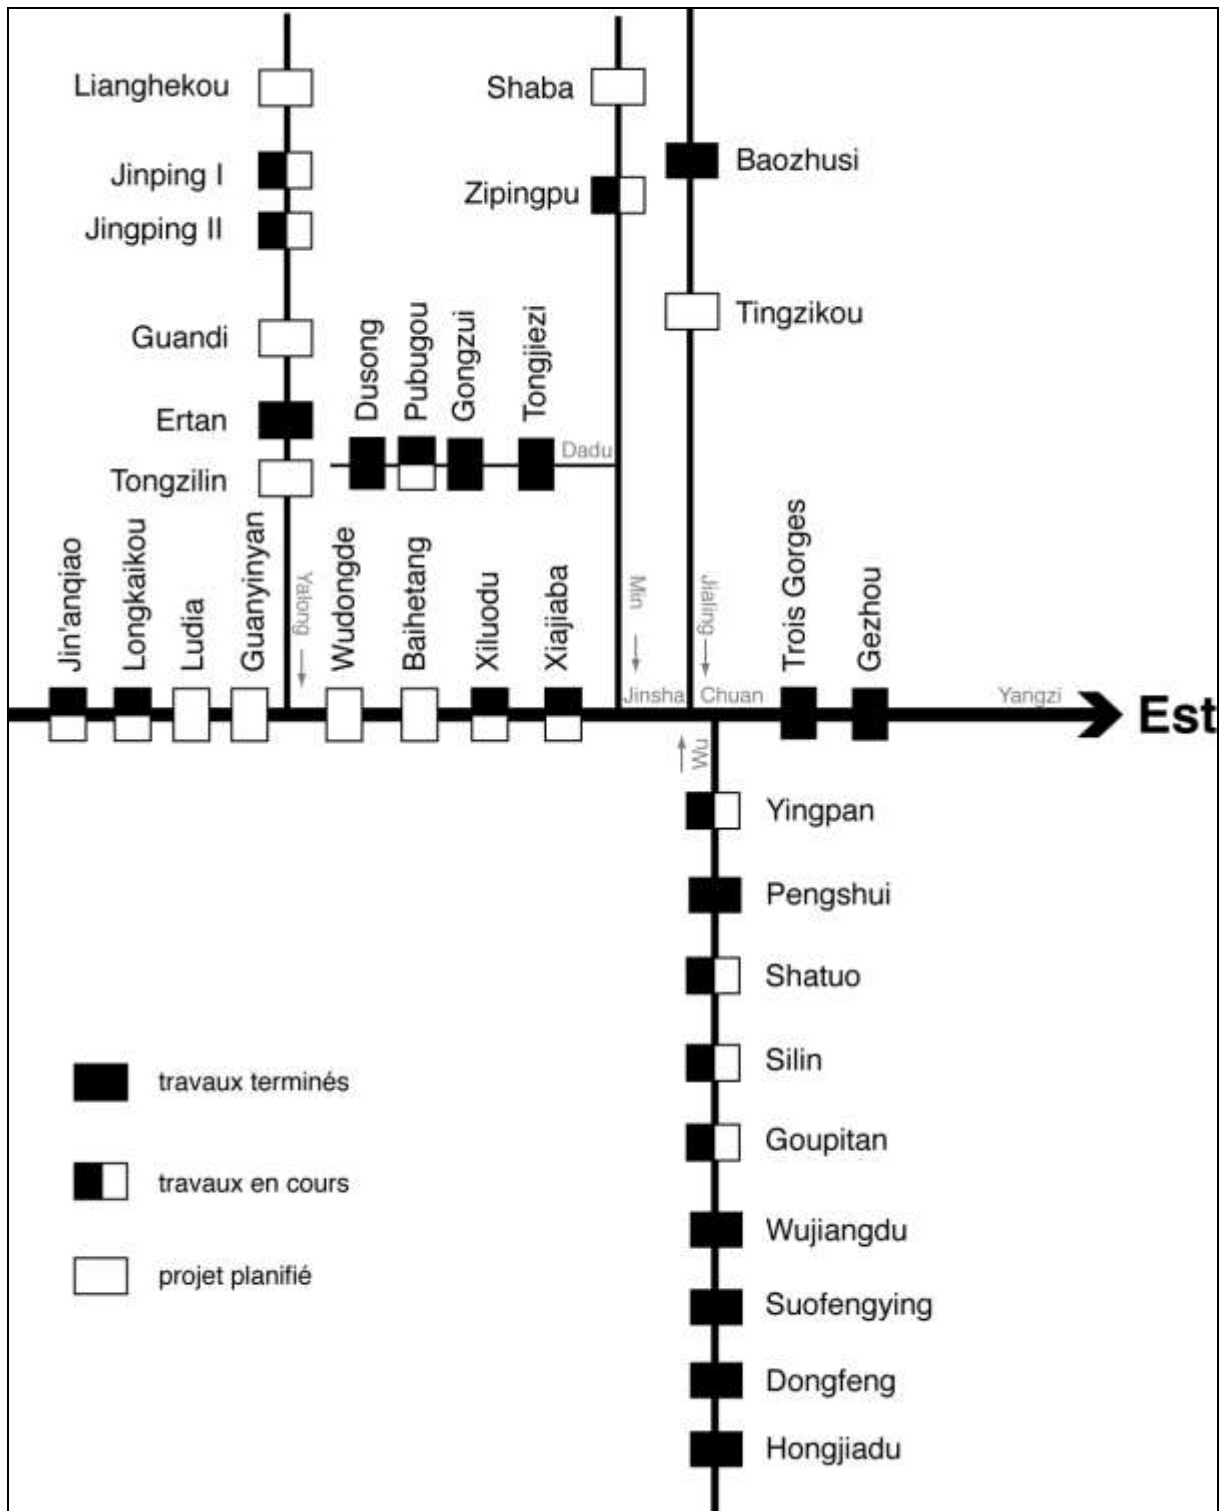 Lianghekou
Shaba
Baozhusi
Jinping I
Zipingpu
Jingping II
Tingzikou
Guandi
Dusong
Pubugou
Gongzui
Tongjiezi
Ertan
Dadu
Tongzilin
Jin'anqiao
Longkaikou
Ludia
Guanyinyan
Yalong
Wudongde
Baihetang
Xiluodu
Xiajiaba
Min
Jialing
Trois Gorges
Gezhou
Jinsha
Chuan
Yangzi
Est
Wu
Yingpan
Pengshui
Shatuo
Silin
Goupitan
Wujiangdu
Suofengying
Dongfeng
Hongjiadu
travaux terminés
travaux en cours
projet planifié